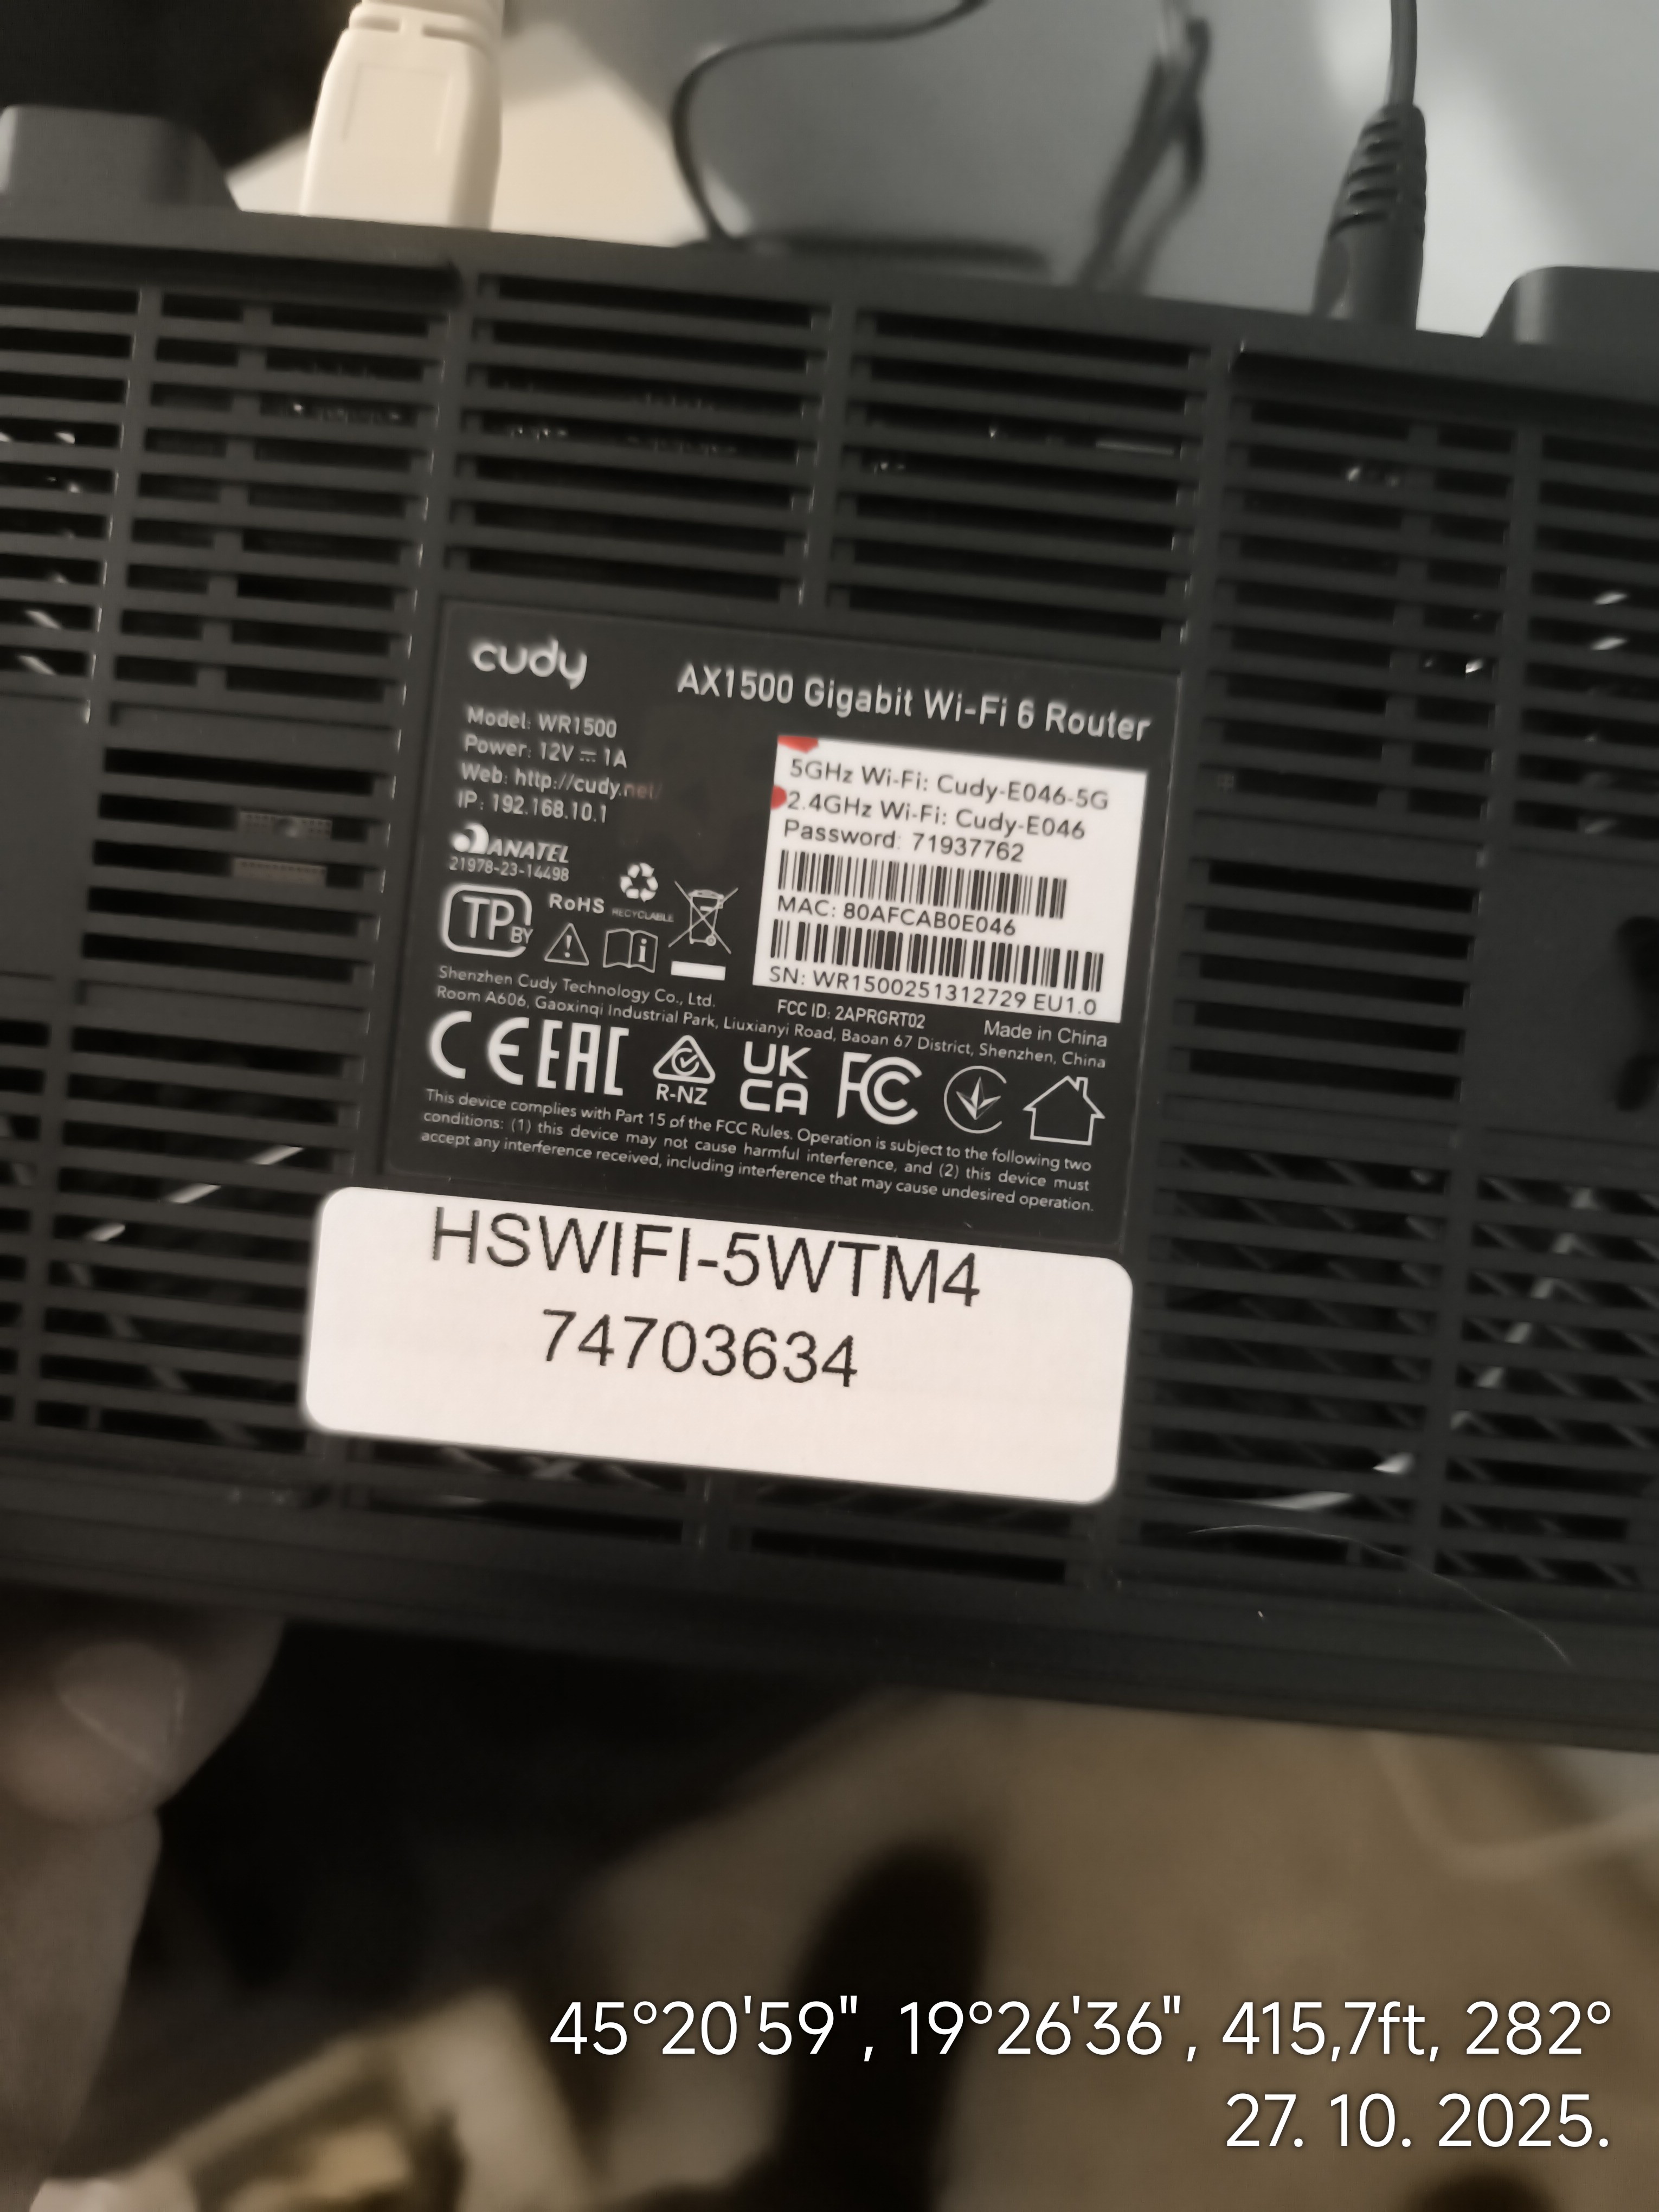 cudy
AX1500 Gigabit Wi-Fi 6 Router
Model: WR1500
Power: 12V ⎓ 1A
Web: http://cudy.net/
IP: 192.168.10.1
ANATEL
21978-23-14498
TP BY
RoHS
RECYCLABLE
5GHz Wi-Fi: Cudy-E046-5G
2.4GHz Wi-Fi: Cudy-E046
Password: 71937762
MAC: 80AFCAB0E046
SN: WR1500251312729 EU1.0
FCC ID: 2APRGRT02
Made in China
Shenzhen Cudy Technology Co., Ltd.
Room A606, Gaoxinqi Industrial Park, Liuxianyi Road, Baoan 67 District, Shenzhen, China
CE EAC
R-NZ
UK
CA
FC
This device complies with Part 15 of the FCC Rules. Operation is subject to the following two
conditions: (1) this device may not cause harmful interference, and (2) this device must
accept any interference received, including interference that may cause undesired operation.
HSWIFI-5WTM4
74703634
45°20'59", 19°26'36", 415,7ft, 282°
27. 10. 2025.